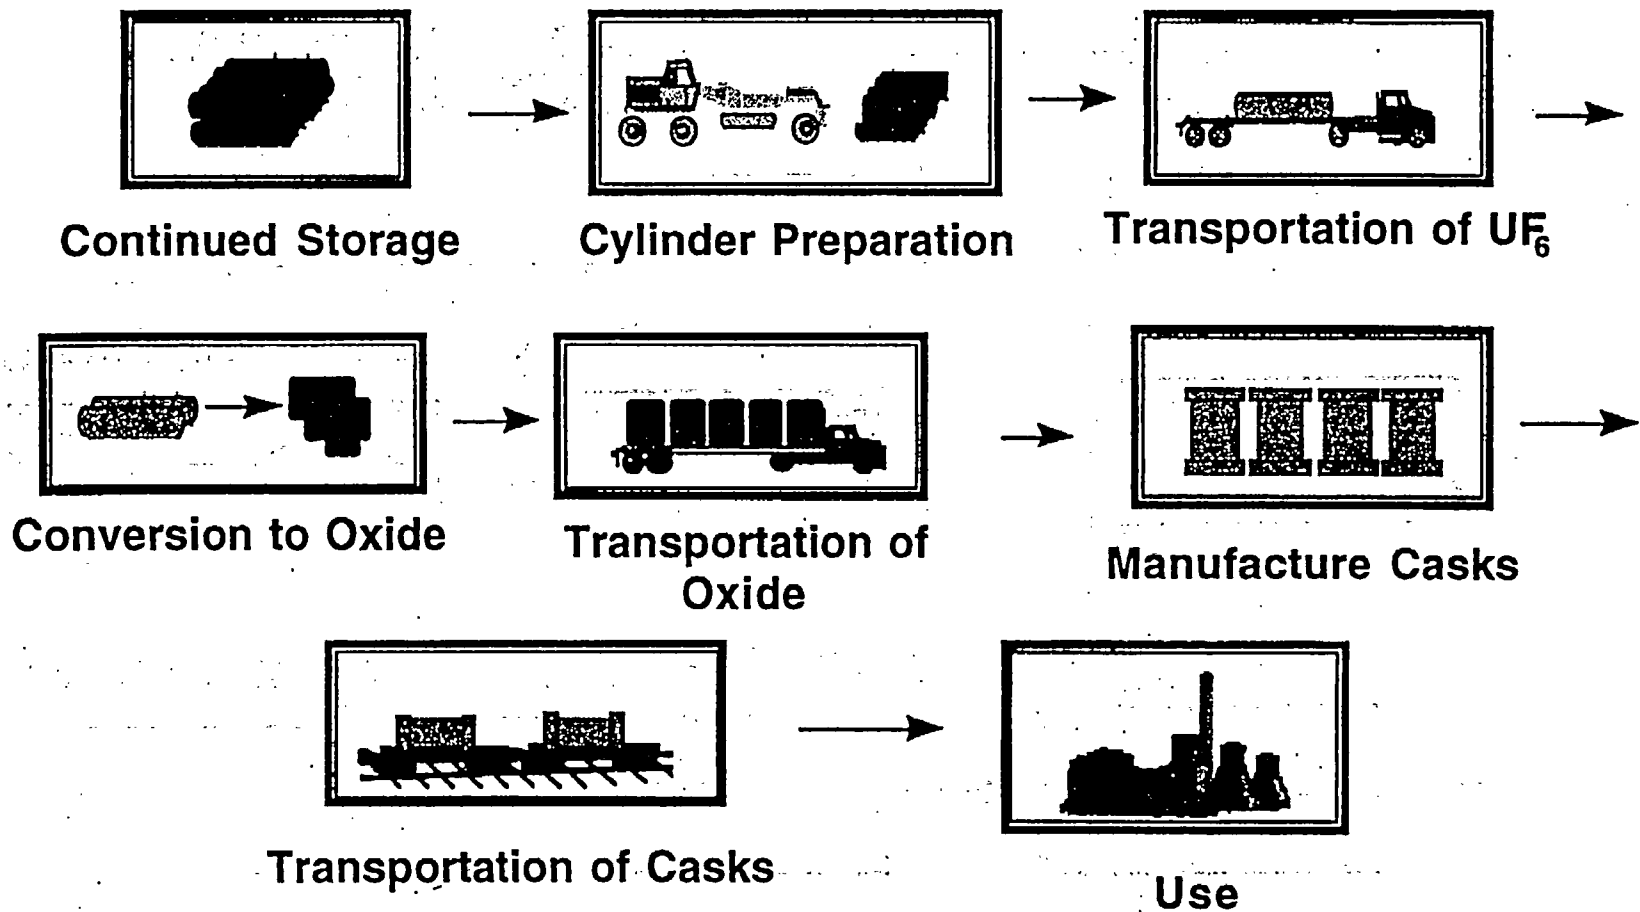 Continued Storage
Cylinder Preparation
Transportation of UF₆
Conversion to Oxide
Transportation of
Oxide
Manufacture Casks
Transportation of Casks
Use